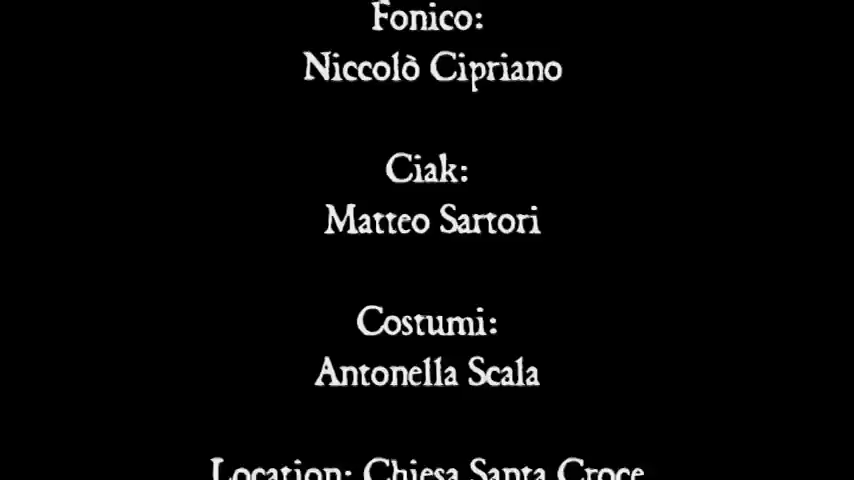 Fonico:
Niccolò Cipriano
Ciak:
Matteo Sartori
Costumi:
Antonella Scala
Location: Chiesa Santa Croce